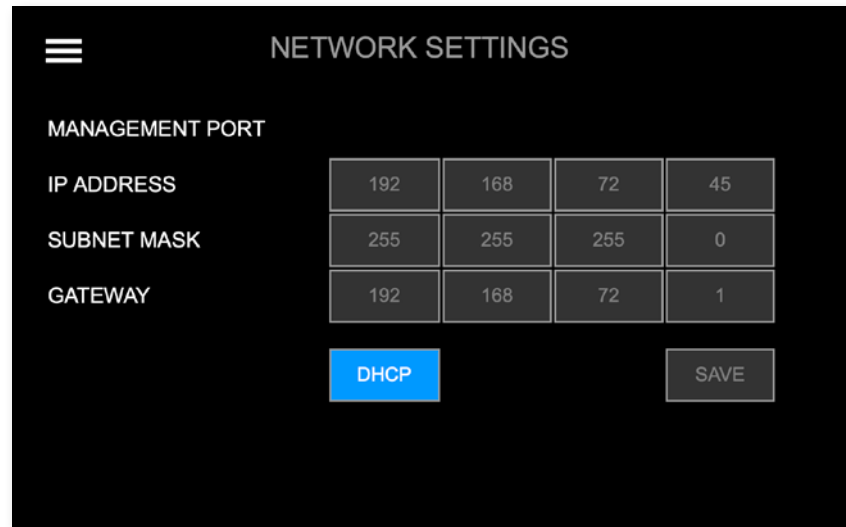 NETWORK SETTINGS
MANAGEMENT PORT
IP ADDRESS 192 168 72 45
SUBNET MASK 255 255 255 0
GATEWAY 192 168 72 1
DHCP SAVE